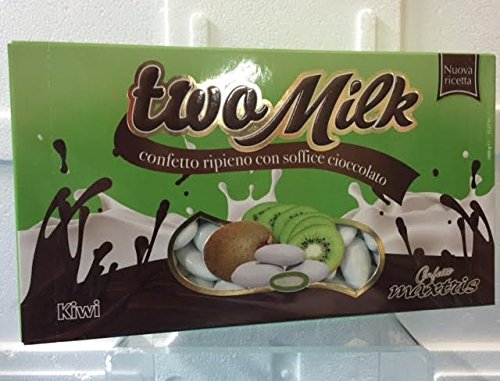 two Milk
Nuova
ricetta
confetto ripieno con soffice cioccolato
Kiwi
Confetti
maxtris